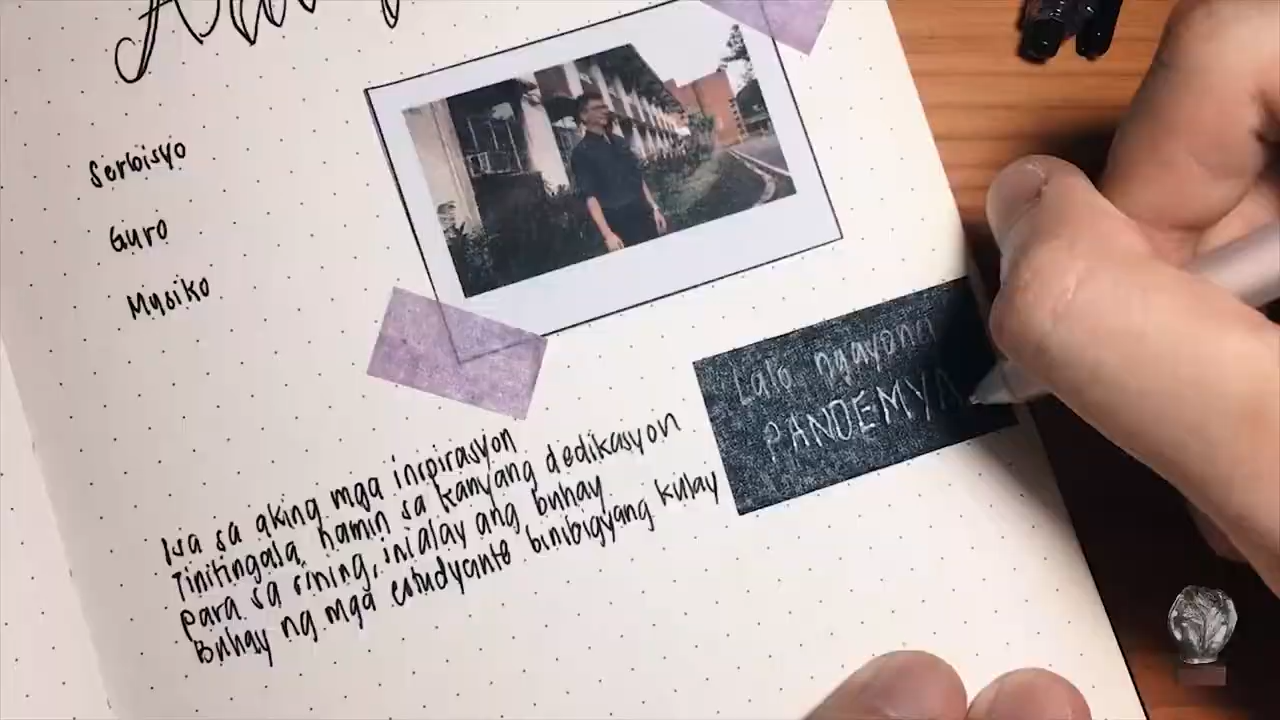 Serbisyo
Guro
Musiko
Lalo ngayong
PANDEMYA
Isa sa aking mga inspirasyon
Tinitingala, hamin sa kanyang dedikasyon
para sa sining, inialay ang buhay
Buhay ng mga estudyante binibigyang kulay